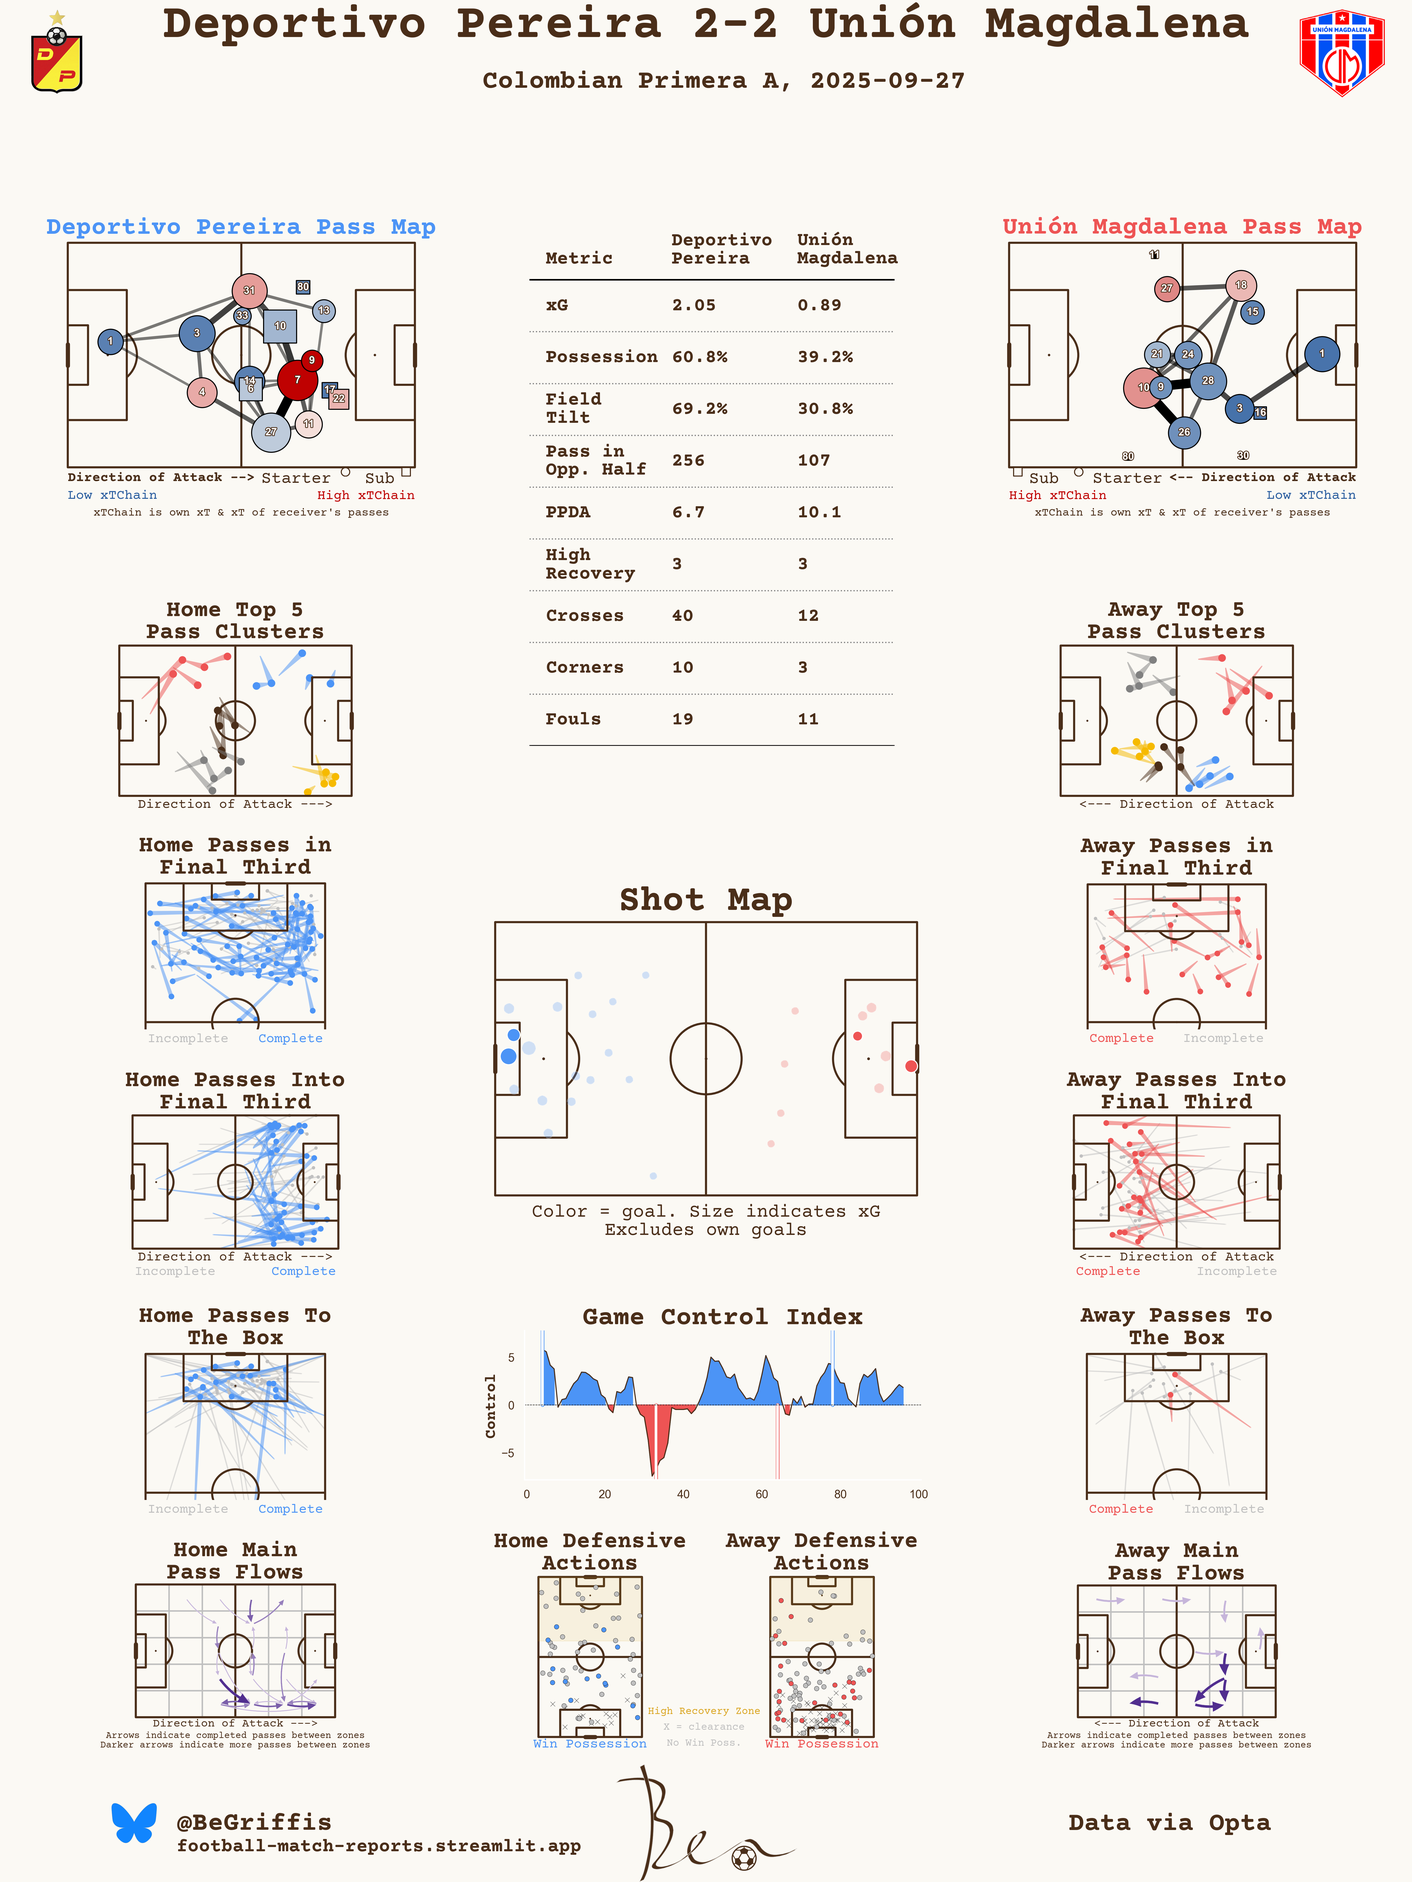 Deportivo Pereira 2-2 Unión Magdalena
Colombian Primera A, 2025-09-27
DP
UNIÓN MAGDALENA
Deportivo Pereira Pass Map
31
80
33
10
13
3
1
9
14
6
7
17
22
4
27
11
Direction of Attack --> Starter Sub
Low xTChain High xTChain
xTChain is own xT & xT of receiver's passes
Metric Deportivo Pereira Unión Magdalena
xG 2.05 0.89
Possession 60.8% 39.2%
Field Tilt 69.2% 30.8%
Pass in Opp. Half 256 107
PPDA 6.7 10.1
High Recovery 3 3
Crosses 40 12
Corners 10 3
Fouls 19 11
Unión Magdalena Pass Map
11
27
18
15
21
24
1
10
9
28
3
16
26
80
30
Sub Starter <-- Direction of Attack
High xTChain Low xTChain
xTChain is own xT & xT of receiver's passes
Home Top 5
Pass Clusters
Direction of Attack --->
Away Top 5
Pass Clusters
<--- Direction of Attack
Home Passes in
Final Third
Incomplete Complete
Shot Map
Color = goal. Size indicates xG
Excludes own goals
Away Passes in
Final Third
Complete Incomplete
Home Passes Into
Final Third
Direction of Attack --->
Incomplete Complete
Away Passes Into
Final Third
<--- Direction of Attack
Complete Incomplete
Home Passes To
The Box
Incomplete Complete
Game Control Index
Control
5
0
−5
0 20 40 60 80 100
Away Passes To
The Box
Complete Incomplete
Home Main
Pass Flows
Direction of Attack --->
Arrows indicate completed passes between zones
Darker arrows indicate more passes between zones
Home Defensive
Actions
Win Possession
Away Defensive
Actions
Win Possession
High Recovery Zone
X = clearance
No Win Poss.
Away Main
Pass Flows
<--- Direction of Attack
Arrows indicate completed passes between zones
Darker arrows indicate more passes between zones
@BeGriffis
football-match-reports.streamlit.app
Ben
Data via Opta